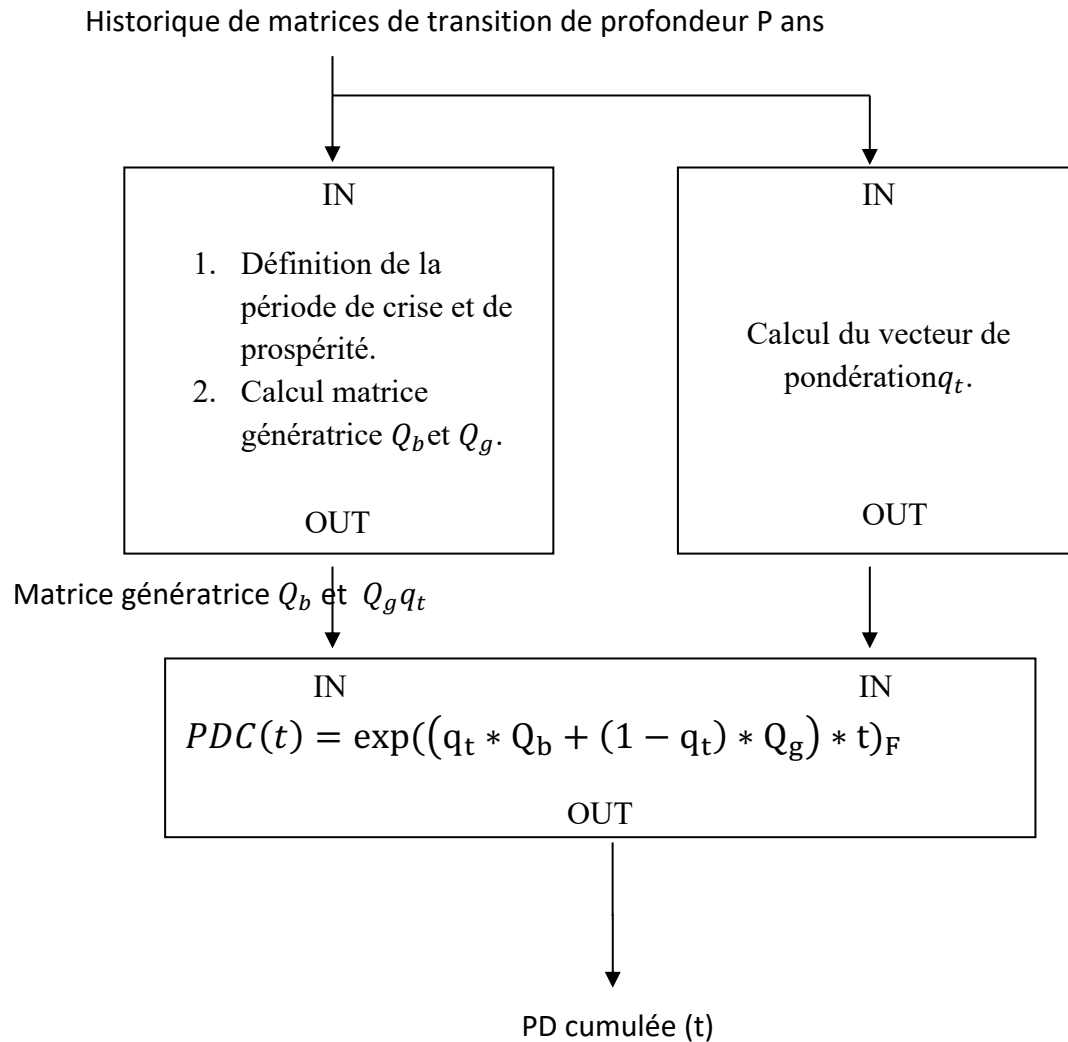 Historique de matrices de transition de profondeur P ans
IN
1. Définition de la
période de crise et de
prospérité.
2. Calcul matrice
génératrice Q_b et Q_g.
OUT
IN
Calcul du vecteur de
pondérationq_t.
OUT
Matrice génératrice Q_b et Q_g q_t
IN
IN
PDC(t) = exp((q_t * Q_b + (1 − q_t) * Q_g) * t)_F
OUT
PD cumulée (t)